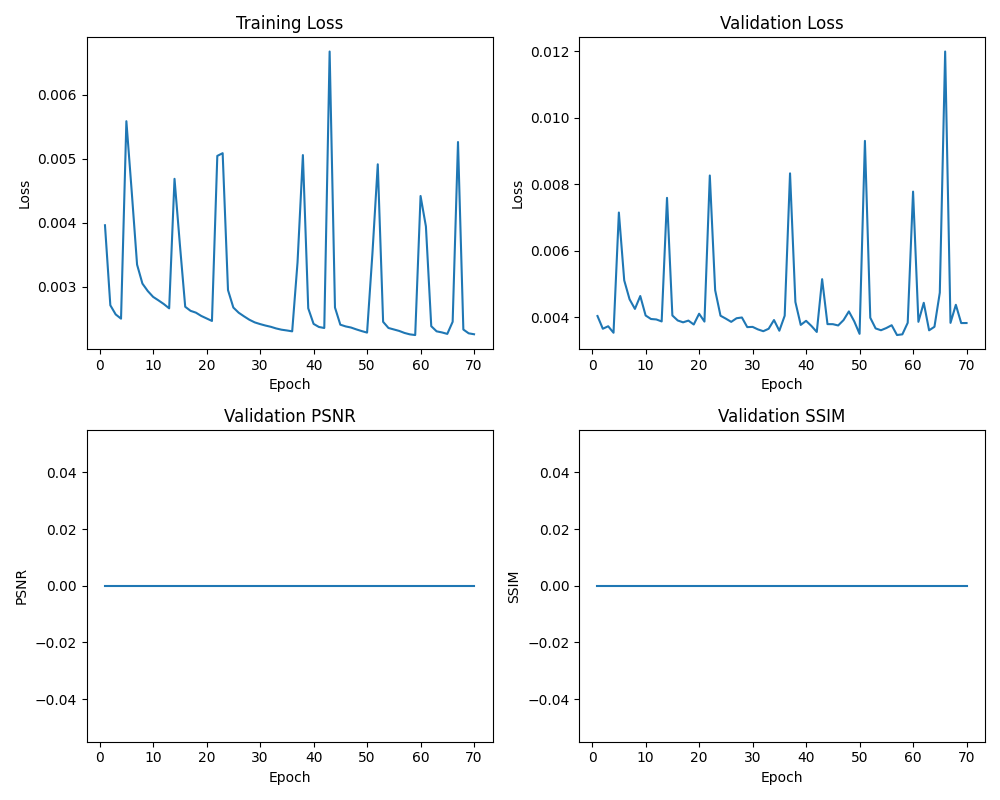 Training Loss
Loss
0.006
0.005
0.004
0.003
0 10 20 30 40 50 60 70
Epoch
Validation Loss
Loss
0.012
0.010
0.008
0.006
0.004
0 10 20 30 40 50 60 70
Epoch
Validation PSNR
PSNR
0.04
0.02
0.00
−0.02
−0.04
0 10 20 30 40 50 60 70
Epoch
Validation SSIM
SSIM
0.04
0.02
0.00
−0.02
−0.04
0 10 20 30 40 50 60 70
Epoch